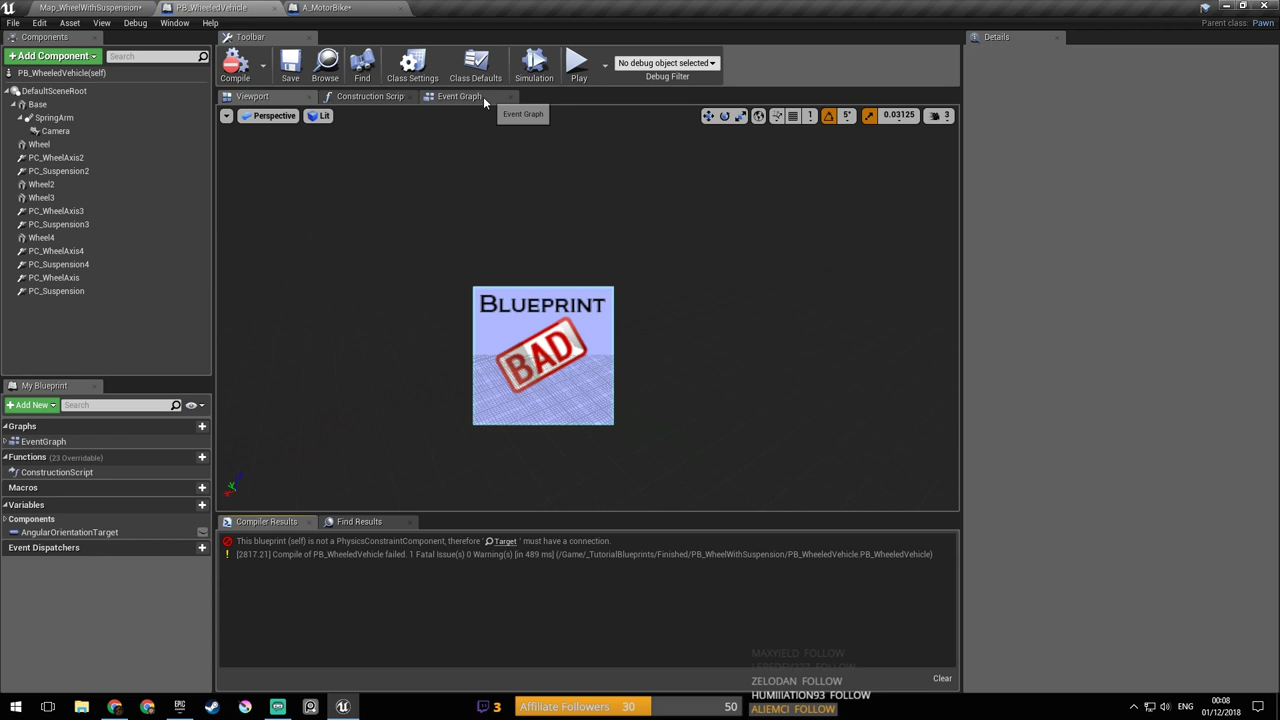 Map_WheelWithSuspension*
PB_WheeledVehicle
A_MotorBike*
File Edit Asset View Debug Window Help
Parent class: Pawn
Components
Toolbar
Details
+Add Component
Search
Compile
Save
Browse
Find
Class Settings
Class Defaults
Simulation
Play
No debug object selected
Debug Filter
PB_WheeledVehicle(self)
DefaultSceneRoot
Base
SpringArm
Camera
Wheel
PC_WheelAxis2
PC_Suspension2
Wheel2
Wheel3
PC_WheelAxis3
PC_Suspension3
Wheel4
PC_WheelAxis4
PC_Suspension4
PC_WheelAxis
PC_Suspension
Viewport
Construction Scrip
Event Graph
Event Graph
Perspective
Lit
1
5°
0.03125
3
BLUEPRINT
BAD
My Blueprint
+Add New
Search
Graphs
EventGraph
Functions (23 Overridable)
ConstructionScript
Macros
Variables
Components
AngularOrientationTarget
Event Dispatchers
Compiler Results
Find Results
This blueprint (self) is not a PhysicsConstraintComponent, therefore ' Target ' must have a connection.
[2817.21] Compile of PB_WheeledVehicle failed. 1 Fatal Issue(s) 0 Warning(s) [in 489 ms] (/Game/_TutorialBlueprints/Finished/PB_WheelWithSuspension/PB_WheeledVehicle.PB_WheeledVehicle)
Clear
MAXYIELD FOLLOW
ZELODAN FOLLOW
HUMIIIATION93 FOLLOW
ALIEMCI FOLLOW
3
Affiliate Followers 30
50
ENG
00:08
01/12/2018